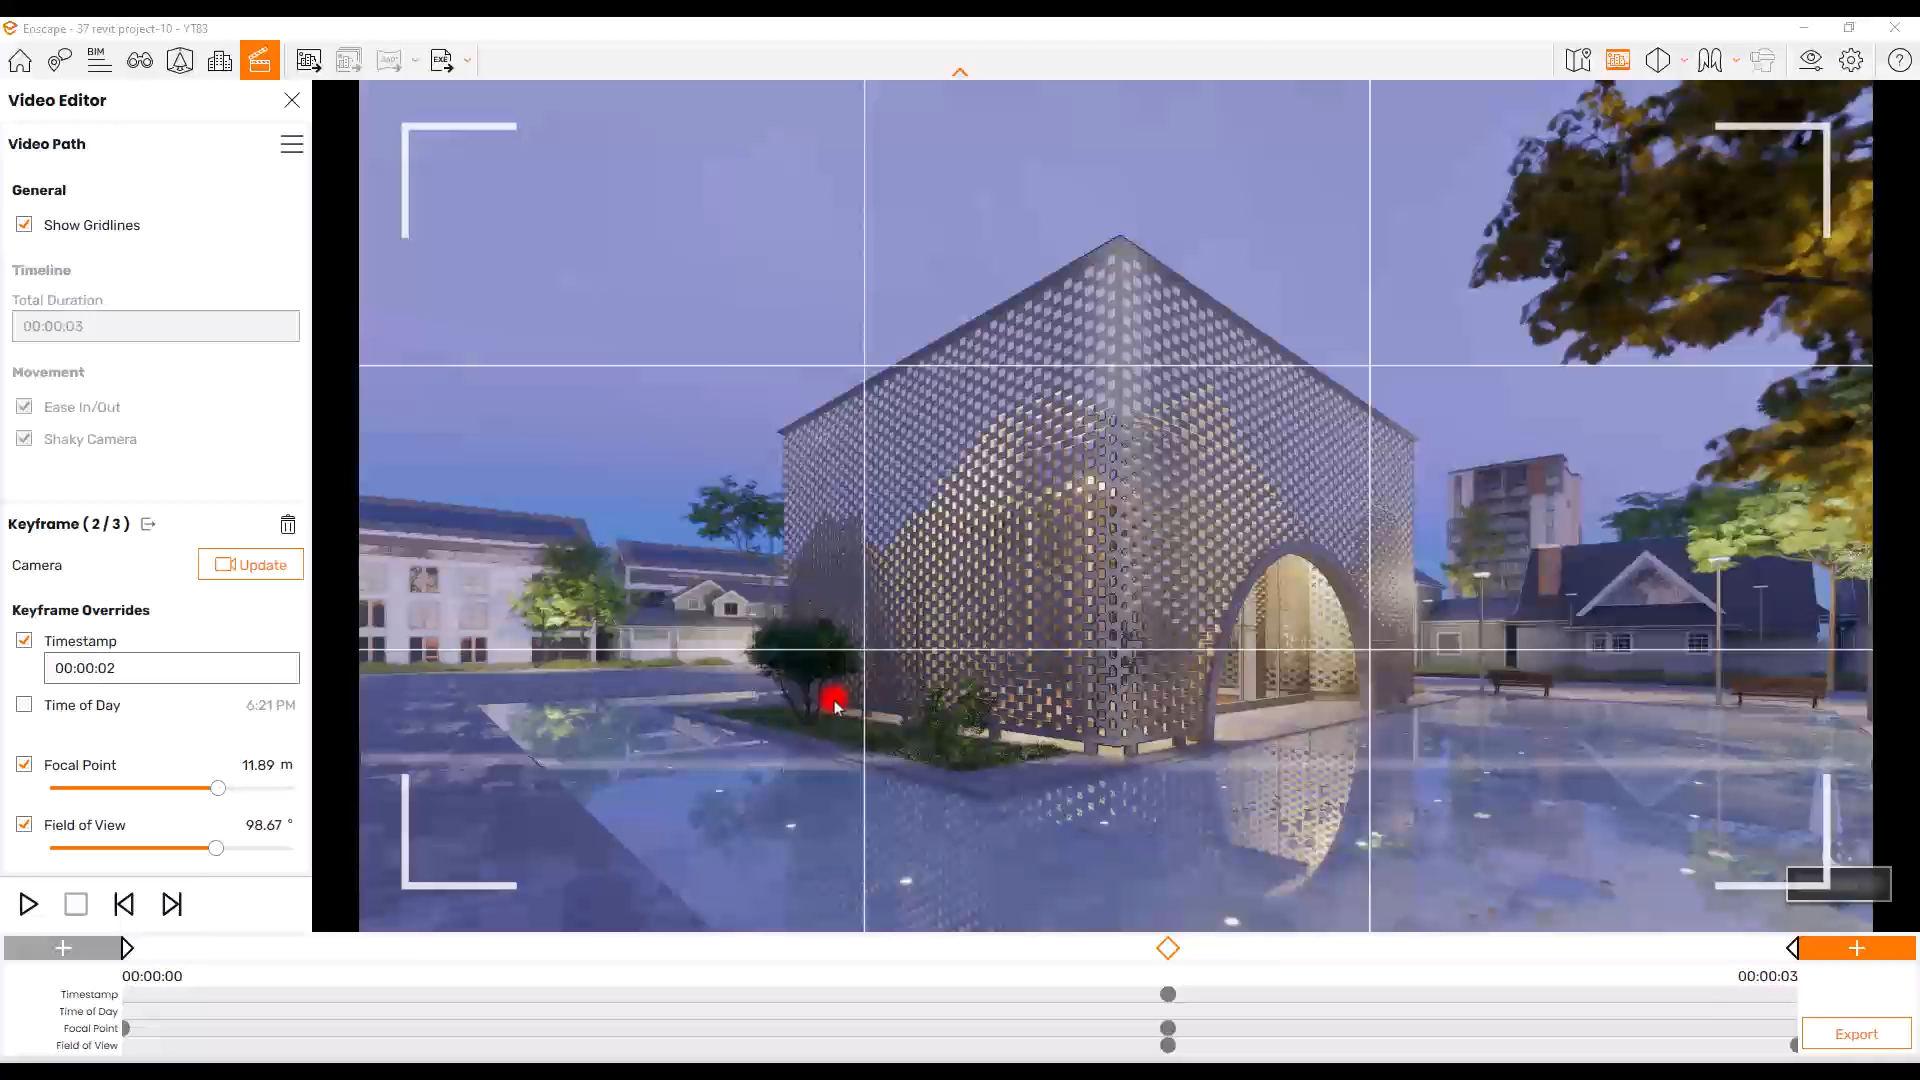 Enscape - 37 revit project-10 - YT83
BIM
360°
EXE
?
Video Editor
Video Path
General
Show Gridlines
Timeline
Total Duration
00:00:03
Movement
Ease In/Out
Shaky Camera
Keyframe ( 2 / 3 )
Camera
Update
Keyframe Overrides
Timestamp
00:00:02
Time of Day 6:21 PM
Focal Point 11.89 m
Field of View 98.67 °
00:00:00
00:00:03
Timestamp
Time of Day
Focal Point
Field of View
Export